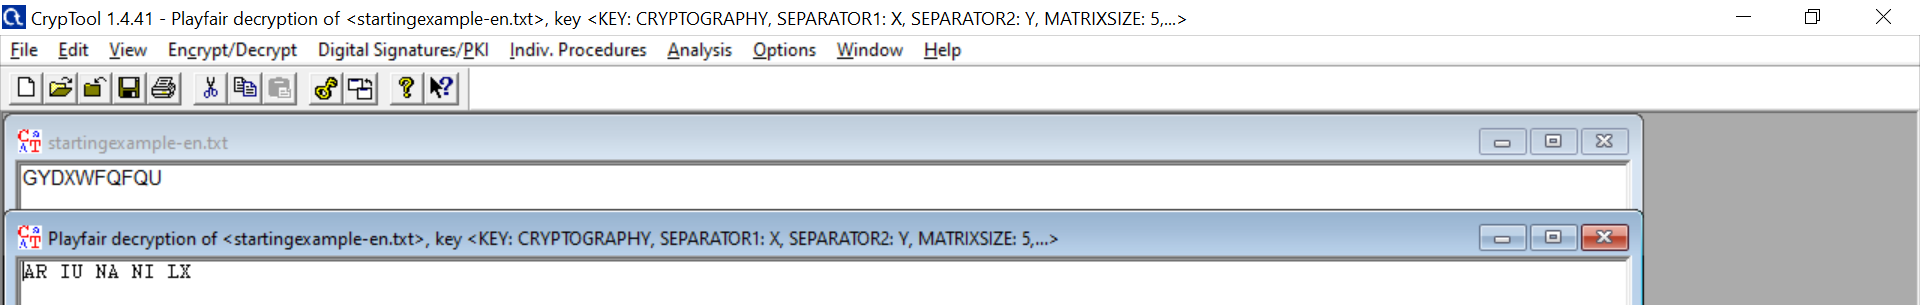 CrypTool 1.4.41 - Playfair decryption of <startingexample-en.txt>, key <KEY: CRYPTOGRAPHY, SEPARATOR1: X, SEPARATOR2: Y, MATRIXSIZE: 5,...>
File Edit View Encrypt/Decrypt Digital Signatures/PKI Indiv. Procedures Analysis Options Window Help
startingexample-en.txt
GYDXWFQFQU
Playfair decryption of <startingexample-en.txt>, key <KEY: CRYPTOGRAPHY, SEPARATOR1: X, SEPARATOR2: Y, MATRIXSIZE: 5,...>
AR IU NA NI LX